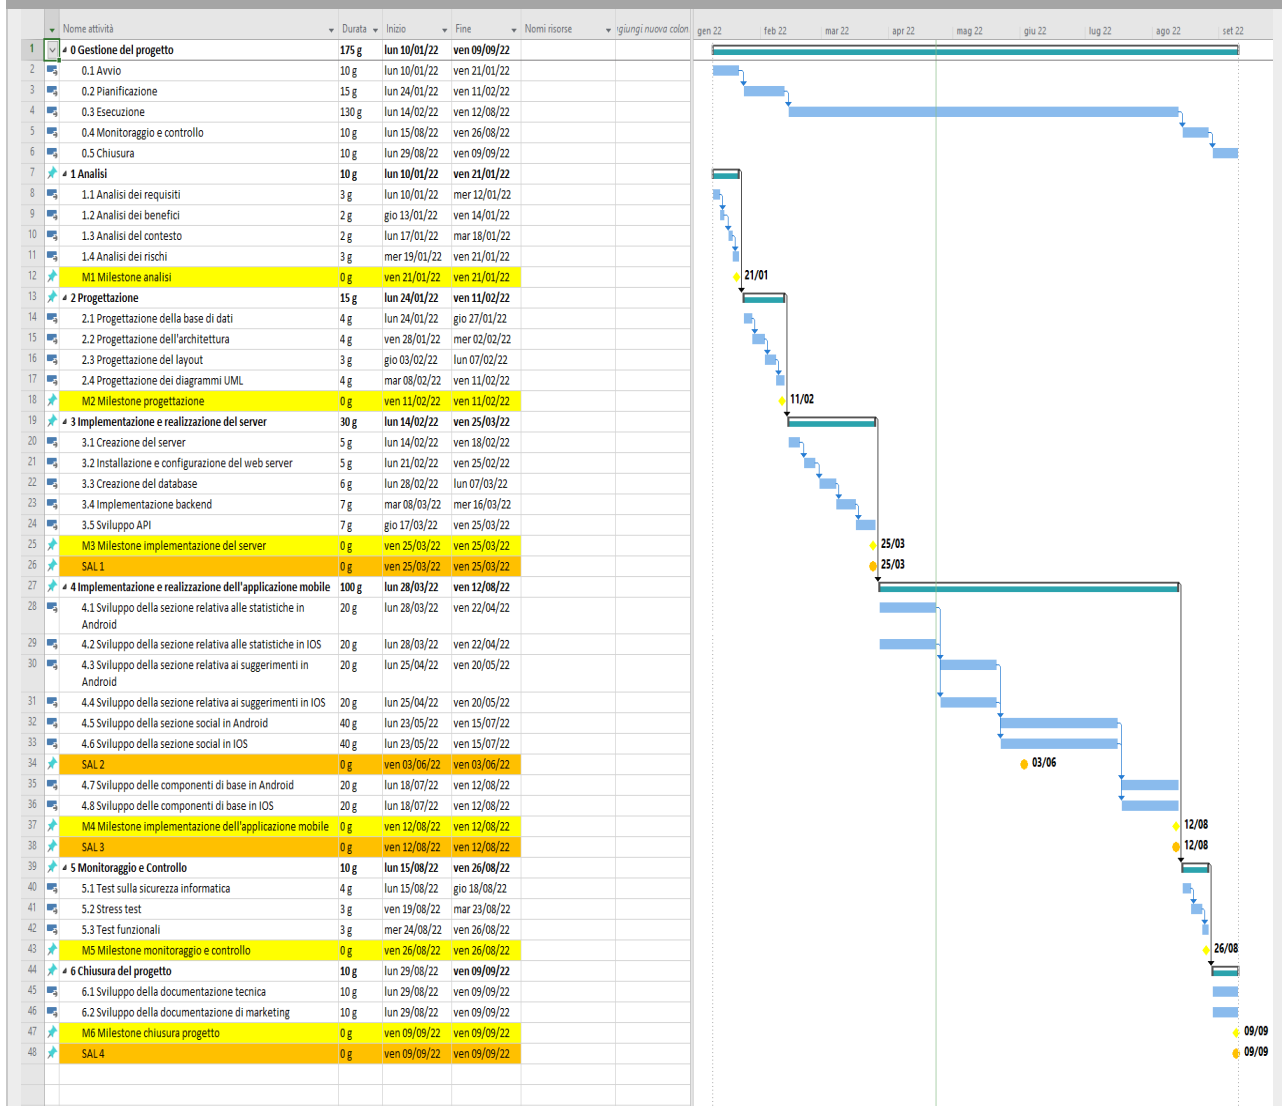 Nome attività Durata Inizio Fine Nomi risorse giungi nuova colon gen 22 feb 22 mar 22 apr 22 mag 22 giu 22 lug 22 ago 22 set 22
1 0 Gestione del progetto 175 g lun 10/01/22 ven 09/09/22
2 0.1 Avvio 10 g lun 10/01/22 ven 21/01/22
3 0.2 Pianificazione 15 g lun 24/01/22 ven 11/02/22
4 0.3 Esecuzione 130 g lun 14/02/22 ven 12/08/22
5 0.4 Monitoraggio e controllo 10 g lun 15/08/22 ven 26/08/22
6 0.5 Chiusura 10 g lun 29/08/22 ven 09/09/22
7 1 Analisi 10 g lun 10/01/22 ven 21/01/22
8 1.1 Analisi dei requisiti 3 g lun 10/01/22 mer 12/01/22
9 1.2 Analisi dei benefici 2 g gio 13/01/22 ven 14/01/22
10 1.3 Analisi del contesto 2 g lun 17/01/22 mar 18/01/22
11 1.4 Analisi dei rischi 3 g mer 19/01/22 ven 21/01/22
12 M1 Milestone analisi 0 g ven 21/01/22 ven 21/01/22 21/01
13 2 Progettazione 15 g lun 24/01/22 ven 11/02/22
14 2.1 Progettazione della base di dati 4 g lun 24/01/22 gio 27/01/22
15 2.2 Progettazione dell'architettura 4 g ven 28/01/22 mer 02/02/22
16 2.3 Progettazione del layout 3 g gio 03/02/22 lun 07/02/22
17 2.4 Progettazione dei diagrammi UML 4 g mar 08/02/22 ven 11/02/22
18 M2 Milestone progettazione 0 g ven 11/02/22 ven 11/02/22 11/02
19 3 Implementazione e realizzazione del server 30 g lun 14/02/22 ven 25/03/22
20 3.1 Creazione del server 5 g lun 14/02/22 ven 18/02/22
21 3.2 Installazione e configurazione del web server 5 g lun 21/02/22 ven 25/02/22
22 3.3 Creazione del database 6 g lun 28/02/22 lun 07/03/22
23 3.4 Implementazione backend 7 g mar 08/03/22 mer 16/03/22
24 3.5 Sviluppo API 7 g gio 17/03/22 ven 25/03/22
25 M3 Milestone implementazione del server 0 g ven 25/03/22 ven 25/03/22 25/03
26 SAL 1 0 g ven 25/03/22 ven 25/03/22 25/03
27 4 Implementazione e realizzazione dell'applicazione mobile 100 g lun 28/03/22 ven 12/08/22
28 4.1 Sviluppo della sezione relativa alle statistiche in 20 g lun 28/03/22 ven 22/04/22
Android
29 4.2 Sviluppo della sezione relativa alle statistiche in IOS 20 g lun 28/03/22 ven 22/04/22
30 4.3 Sviluppo della sezione relativa ai suggerimenti in 20 g lun 25/04/22 ven 20/05/22
Android
31 4.4 Sviluppo della sezione relativa ai suggerimenti in IOS 20 g lun 25/04/22 ven 20/05/22
32 4.5 Sviluppo della sezione social in Android 40 g lun 23/05/22 ven 15/07/22
33 4.6 Sviluppo della sezione social in IOS 40 g lun 23/05/22 ven 15/07/22
34 SAL 2 0 g ven 03/06/22 ven 03/06/22 03/06
35 4.7 Sviluppo delle componenti di base in Android 20 g lun 18/07/22 ven 12/08/22
36 4.8 Sviluppo delle componenti di base in IOS 20 g lun 18/07/22 ven 12/08/22
37 M4 Milestone implementazione dell'applicazione mobile 0 g ven 12/08/22 ven 12/08/22 12/08
38 SAL 3 0 g ven 12/08/22 ven 12/08/22 12/08
39 5 Monitoraggio e Controllo 10 g lun 15/08/22 ven 26/08/22
40 5.1 Test sulla sicurezza informatica 4 g lun 15/08/22 gio 18/08/22
41 5.2 Stress test 3 g ven 19/08/22 mar 23/08/22
42 5.3 Test funzionali 3 g mer 24/08/22 ven 26/08/22
43 M5 Milestone monitoraggio e controllo 0 g ven 26/08/22 ven 26/08/22 26/08
44 6 Chiusura del progetto 10 g lun 29/08/22 ven 09/09/22
45 6.1 Sviluppo della documentazione tecnica 10 g lun 29/08/22 ven 09/09/22
46 6.2 Sviluppo della documentazione di marketing 10 g lun 29/08/22 ven 09/09/22
47 M6 Milestone chiusura progetto 0 g ven 09/09/22 ven 09/09/22 09/09
48 SAL 4 0 g ven 09/09/22 ven 09/09/22 09/09